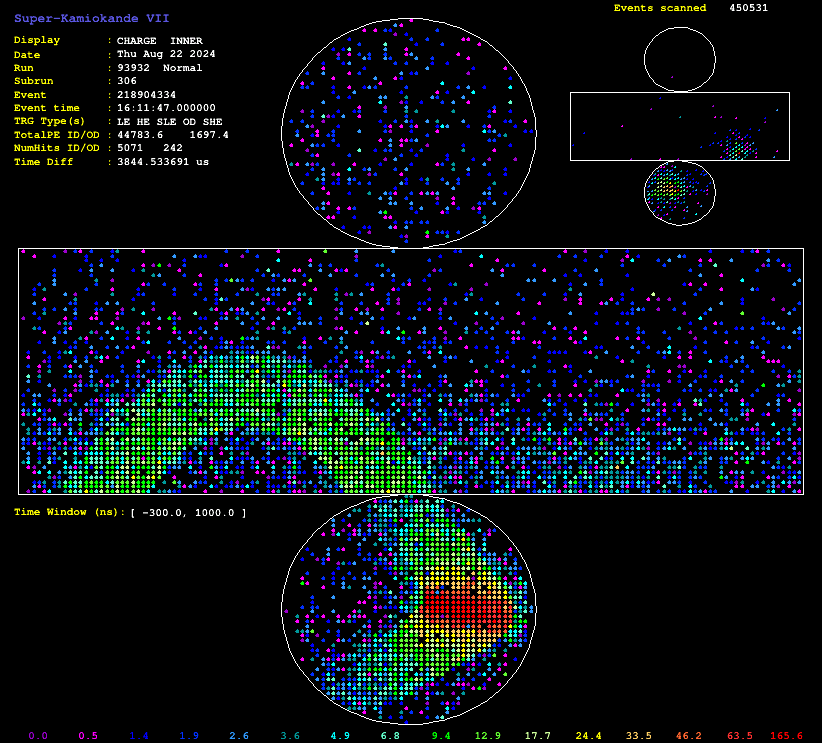 Super-Kamiokande VII
Events scanned 450531
Display : CHARGE INNER
Date : Thu Aug 22 2024
Run : 93932 Normal
Subrun : 306
Event : 218904334
Event time : 16:11:47.000000
TRG Type(s) : LE HE SLE OD SHE
TotalPE ID/OD : 44783.6 1697.4
NumHits ID/OD : 5071 242
Time Diff : 3844.533691 us
Time Window (ns): [ -300.0, 1000.0 ]
0.0 0.5 1.4 1.9 2.6 3.6 4.9 6.8 9.4 12.9 17.7 24.4 33.5 46.2 63.5 165.6